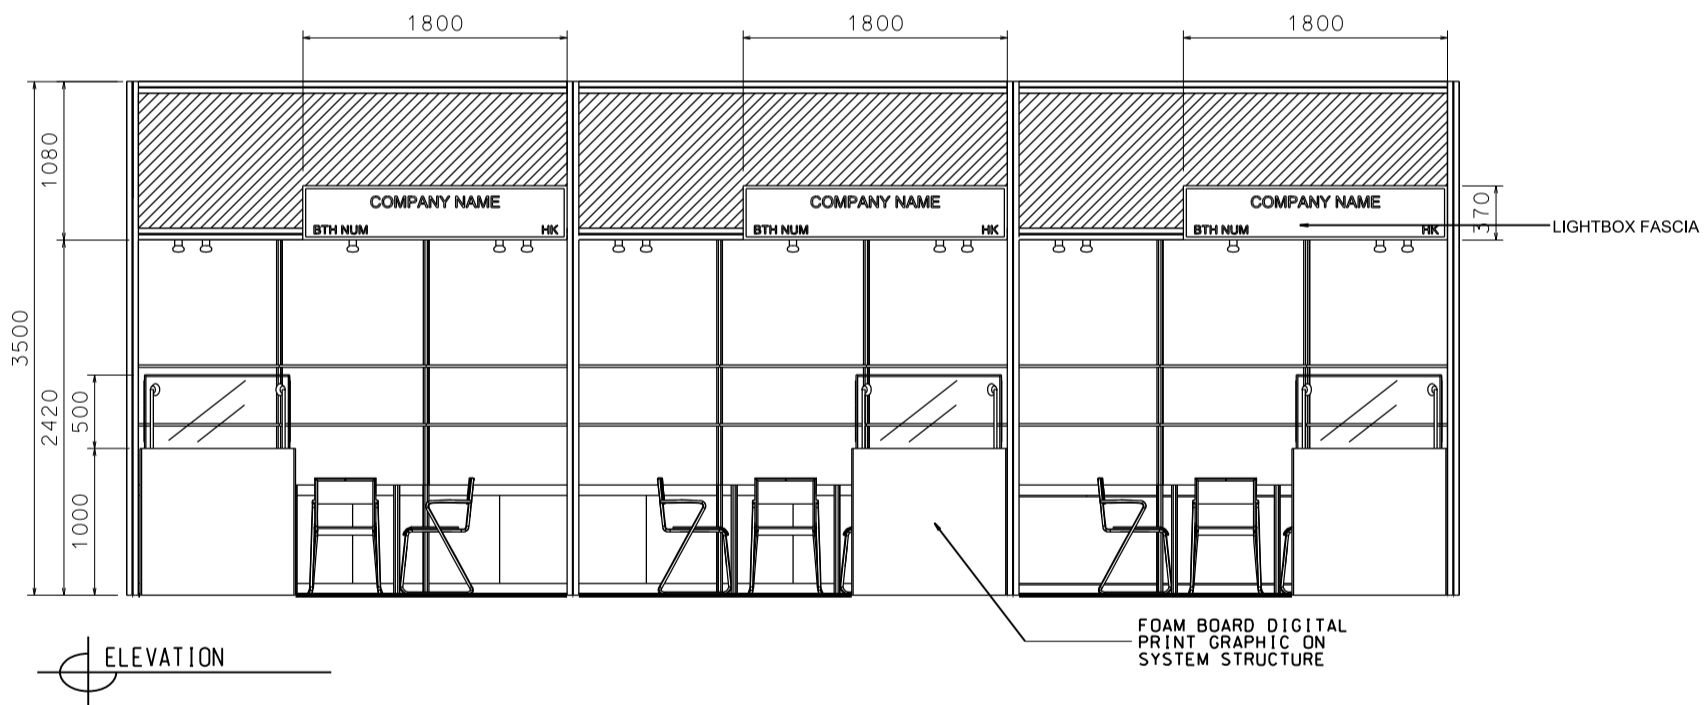 1800
1800
1800
1080
3500
2420
500
1000
COMPANY NAME
BTH NUM HK
COMPANY NAME
BTH NUM HK
COMPANY NAME
BTH NUM HK
370
LIGHTBOX FASCIA
FOAM BOARD DIGITAL
PRINT GRAPHIC ON
SYSTEM STRUCTURE
ELEVATION